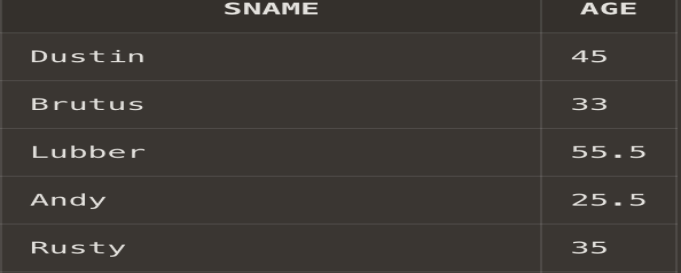 SNAME AGE
Dustin 45
Brutus 33
Lubber 55.5
Andy 25.5
Rusty 35